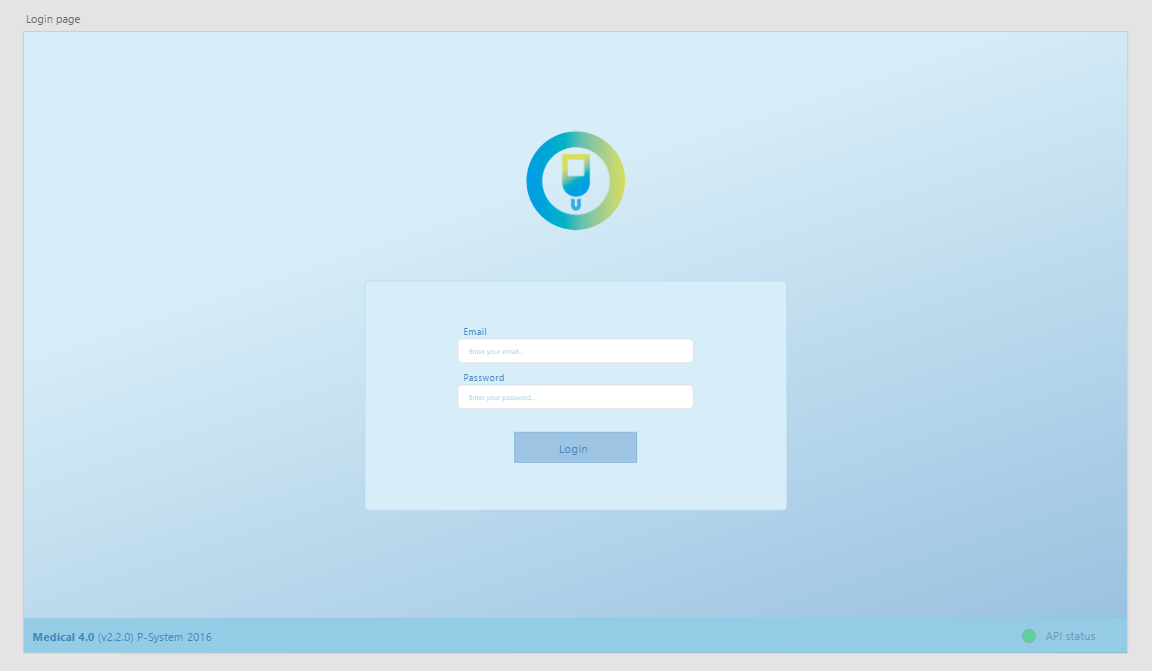 Login page
Email
Enter your email...
Password
Enter your password...
Login
Medical 4.0 (v2.2.0) P-System 2016
API status